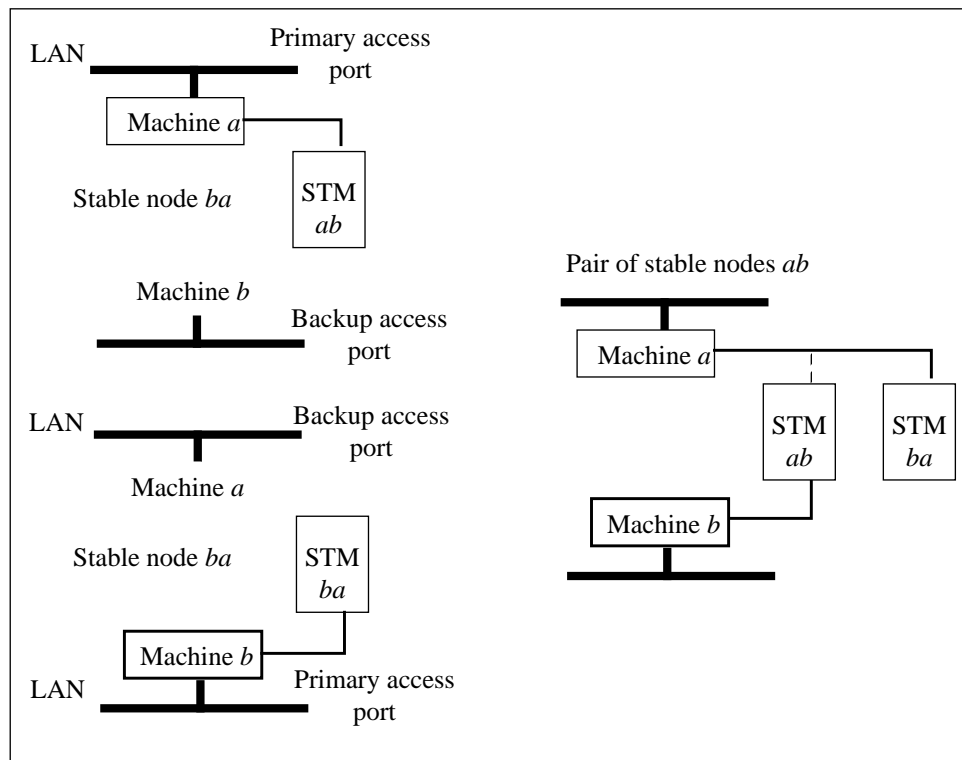 LAN
Primary access
port
Machine a
Stable node ba
STM
ab
Machine b
Backup access
port
LAN
Backup access
port
Machine a
Stable node ba
STM
ba
Machine b
LAN
Primary access
port
Pair of stable nodes ab
Machine a
STM
ab
STM
ba
Machine b